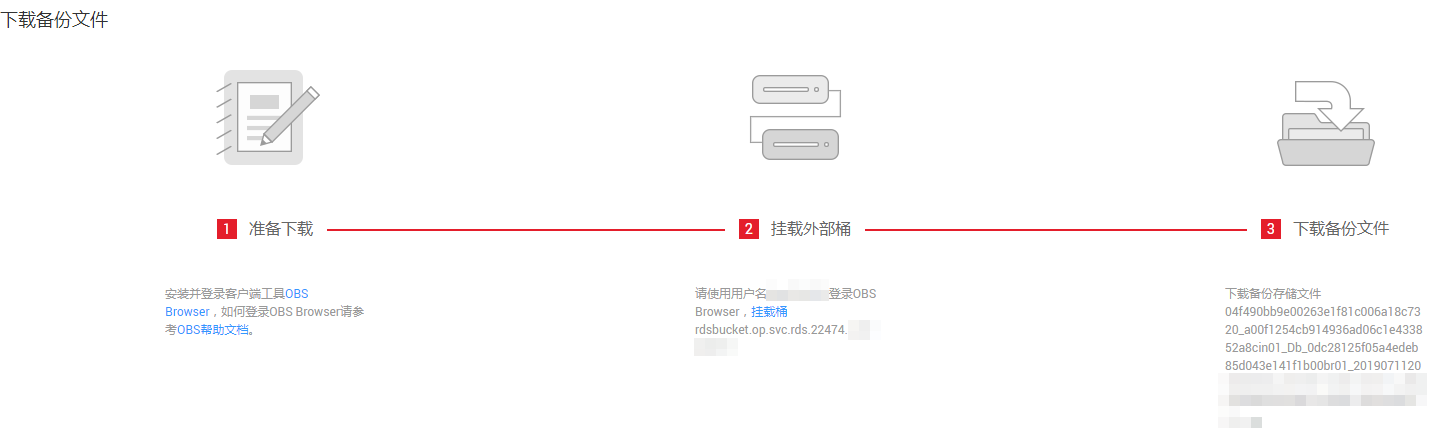 下载备份文件
1 准备下载
2 挂载外部桶
3 下载备份文件
安装并登录客户端工具OBS
Browser，如何登录OBS Browser请参
考OBS帮助文档。
请使用用户名
登录OBS
Browser，挂载桶
rdsbucket.op.svc.rds.22474.
下载备份存储文件
04f490bb9e00263e1f81c006a18c73
20_a00f1254cb914936ad06c1e4338
52a8cin01_Db_0dc28125f05a4edeb
85d043e141f1b00br01_2019071120